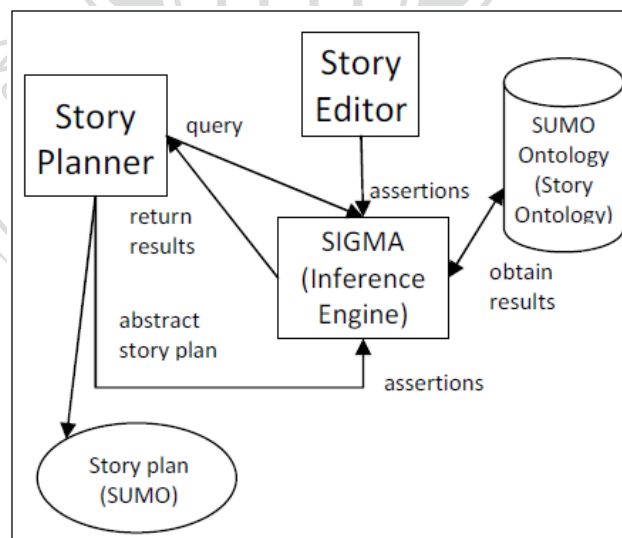 Story
Editor
Story
Planner
query
SUMO
Ontology
(Story
Ontology)
assertions
return
results
SIGMA
(Inference
Engine)
obtain
results
abstract
story plan
assertions
Story plan
(SUMO)